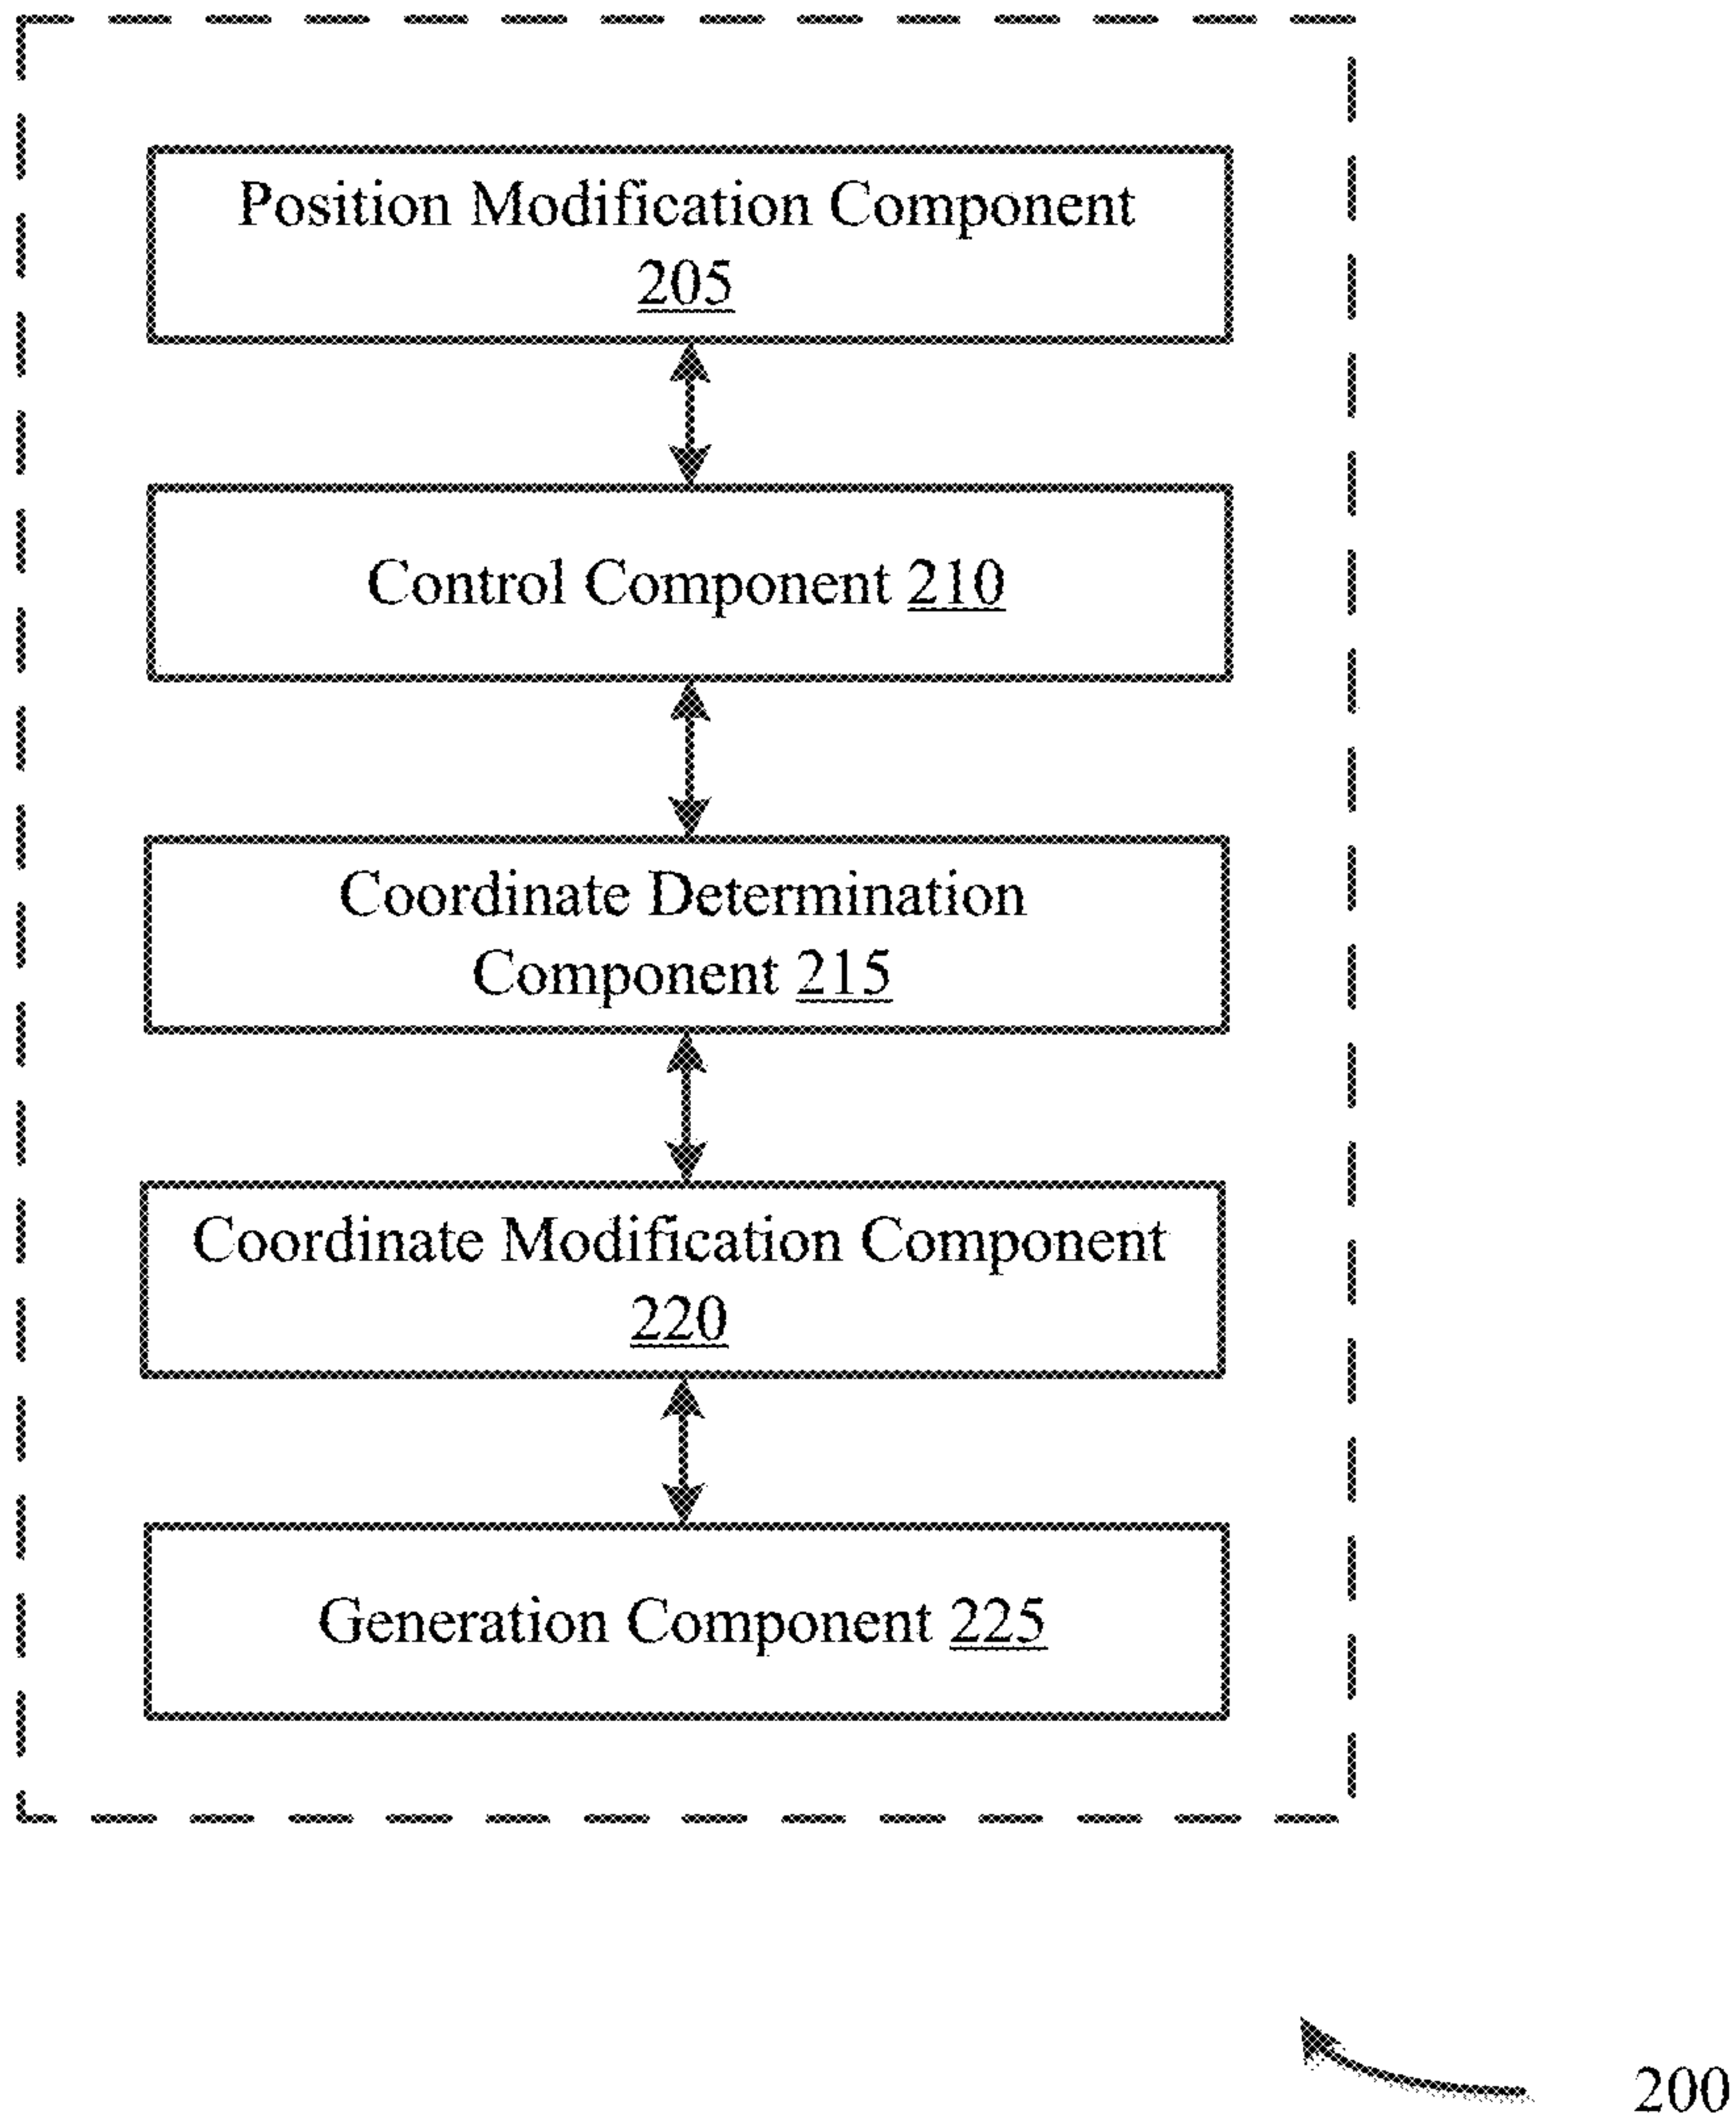 Position Modification Component
205
Control Component 210
Coordinate Determination
Component 215
Coordinate Modification Component
220
Generation Component 225
200